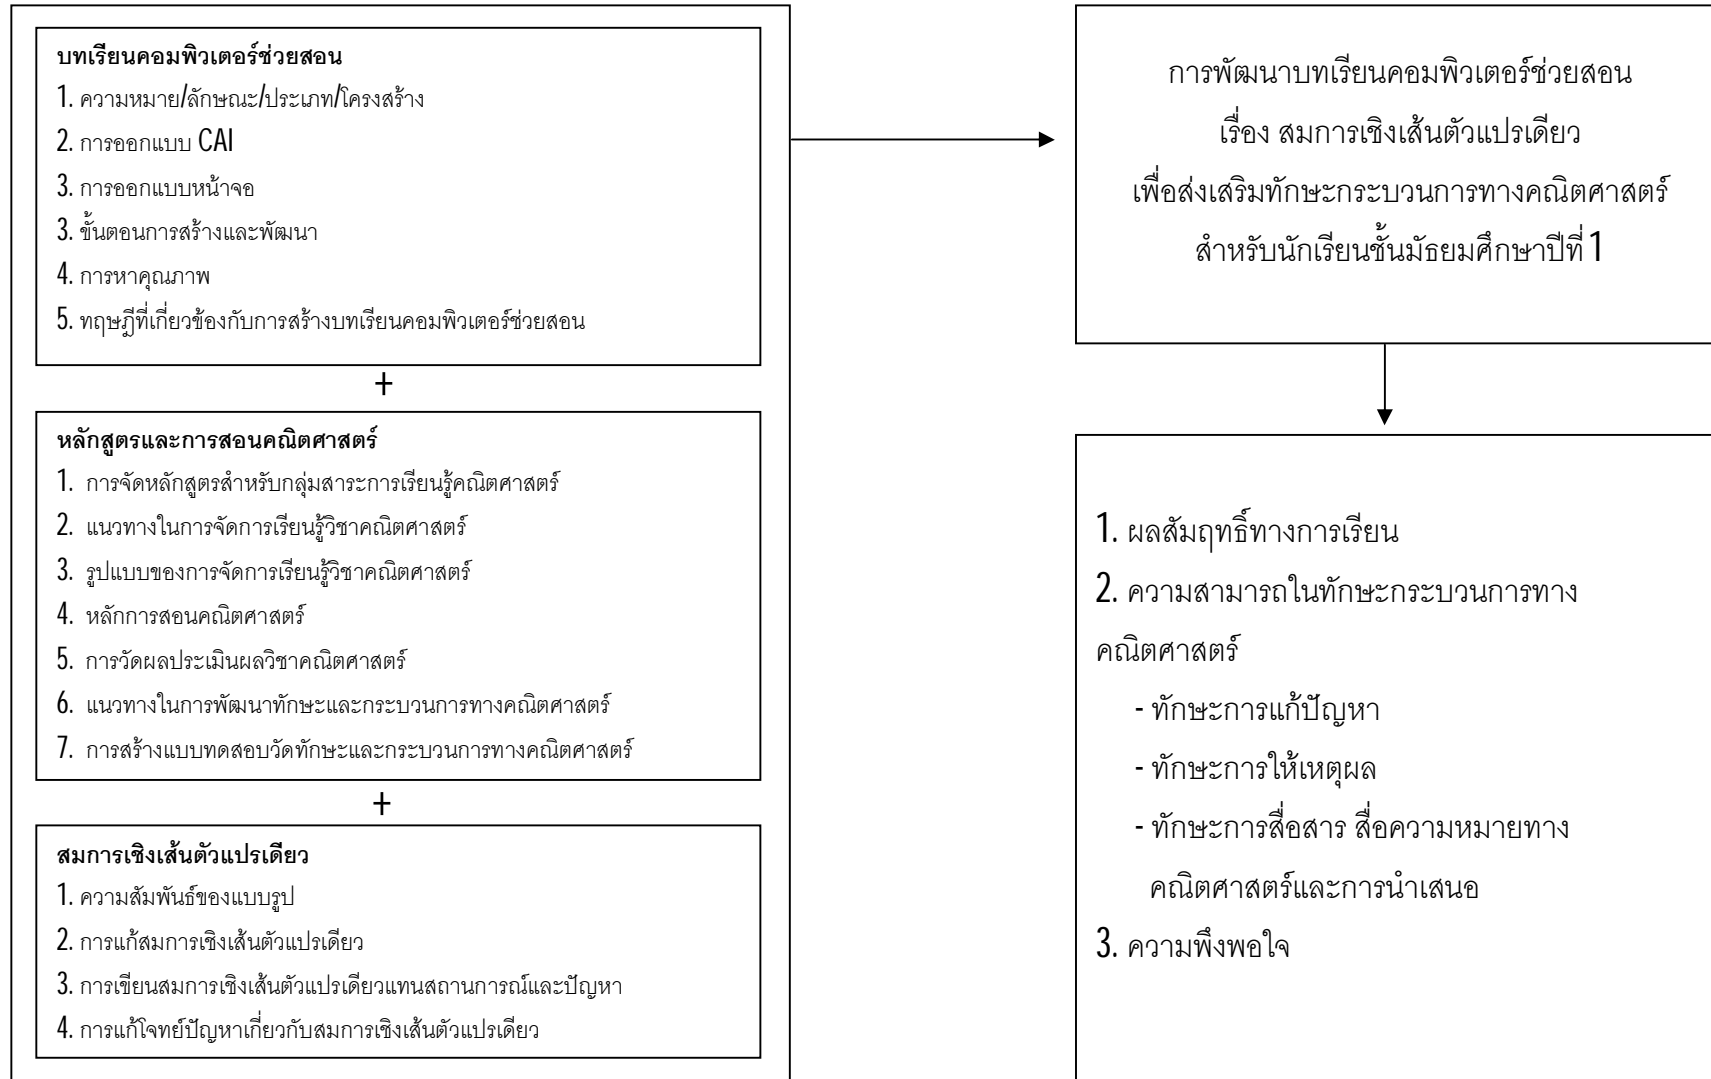 บทเรียนคอมพิวเตอร์ช่วยสอน
1. ความหมาย/ลักษณะ/ประเภท/โครงสร้าง
2. การออกแบบ CAI
3. การออกแบบหน้าจอ
3. ขั้นตอนการสร้างและพัฒนา
4. การหาคุณภาพ
5. ทฤษฎีที่เกี่ยวข้องกับการสร้างบทเรียนคอมพิวเตอร์ช่วยสอน
+
หลักสูตรและการสอนคณิตศาสตร์
1. การจัดหลักสูตรสำหรับกลุ่มสาระการเรียนรู้คณิตศาสตร์
2. แนวทางในการจัดการเรียนรู้วิชาคณิตศาสตร์
3. รูปแบบของการจัดการเรียนรู้วิชาคณิตศาสตร์
4. หลักการสอนคณิตศาสตร์
5. การวัดผลประเมินผลวิชาคณิตศาสตร์
6. แนวทางในการพัฒนาทักษะและกระบวนการทางคณิตศาสตร์
7. การสร้างแบบทดสอบวัดทักษะและกระบวนการทางคณิตศาสตร์
+
สมการเชิงเส้นตัวแปรเดียว
1. ความสัมพันธ์ของแบบรูป
2. การแก้สมการเชิงเส้นตัวแปรเดียว
3. การเขียนสมการเชิงเส้นตัวแปรเดียวแทนสถานการณ์และปัญหา
4. การแก้โจทย์ปัญหาเกี่ยวกับสมการเชิงเส้นตัวแปรเดียว
การพัฒนาบทเรียนคอมพิวเตอร์ช่วยสอน
เรื่อง สมการเชิงเส้นตัวแปรเดียว
เพื่อส่งเสริมทักษะกระบวนการทางคณิตศาสตร์
สำหรับนักเรียนชั้นมัธยมศึกษาปีที่ 1
1. ผลสัมฤทธิ์ทางการเรียน
2. ความสามารถในทักษะกระบวนการทาง
คณิตศาสตร์
- ทักษะการแก้ปัญหา
- ทักษะการให้เหตุผล
- ทักษะการสื่อสาร สื่อความหมายทาง
คณิตศาสตร์และการนำเสนอ
3. ความพึงพอใจ